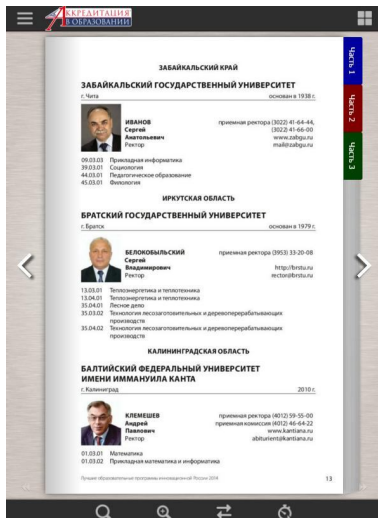 АККРЕДИТАЦИЯ
В ОБРАЗОВАНИИ
Часть 1
Часть 2
Часть 3
ЗАБАЙКАЛЬСКИЙ КРАЙ
ЗАБАЙКАЛЬСКИЙ ГОСУДАРСТВЕННЫЙ УНИВЕРСИТЕТ
г. Чита основан в 1938 г.
ИВАНОВ приемная ректора (3022) 41-64-44,
Сергей (3022) 41-66-00
Анатольевич www.zabgu.ru
Ректор mail@zabgu.ru
09.03.03 Прикладная информатика
39.03.01 Социология
44.03.01 Педагогическое образование
45.03.01 Филология
ИРКУТСКАЯ ОБЛАСТЬ
БРАТСКИЙ ГОСУДАРСТВЕННЫЙ УНИВЕРСИТЕТ
г. Братск основан в 1979 г.
БЕЛОКОБЫЛЬСКИЙ приемная ректора (3953) 33-20-08
Сергей
Владимирович http://brstu.ru
Ректор rector@brstu.ru
13.03.01 Теплоэнергетика и теплотехника
13.04.01 Теплоэнергетика и теплотехника
35.04.01 Лесное дело
35.03.02 Технология лесозаготовительных и деревоперерабатывающих
производств
35.04.02 Технология лесозаготовительных и деревоперерабатывающих
производств
КАЛИНИНГРАДСКАЯ ОБЛАСТЬ
БАЛТИЙСКИЙ ФЕДЕРАЛЬНЫЙ УНИВЕРСИТЕТ
ИМЕНИ ИММАНУИЛА КАНТА
г. Калининград 2010 г.
КЛЕМЕШЕВ приемная ректора (4012) 59-55-00
Андрей приемная комиссия (4012) 46-64-22
Павлович www.kantiana.ru
Ректор abiturient@kantiana.ru
01.03.01 Математика
01.03.02 Прикладная математика и информатика
Лучшие образовательные программы инновационной России 2014 13